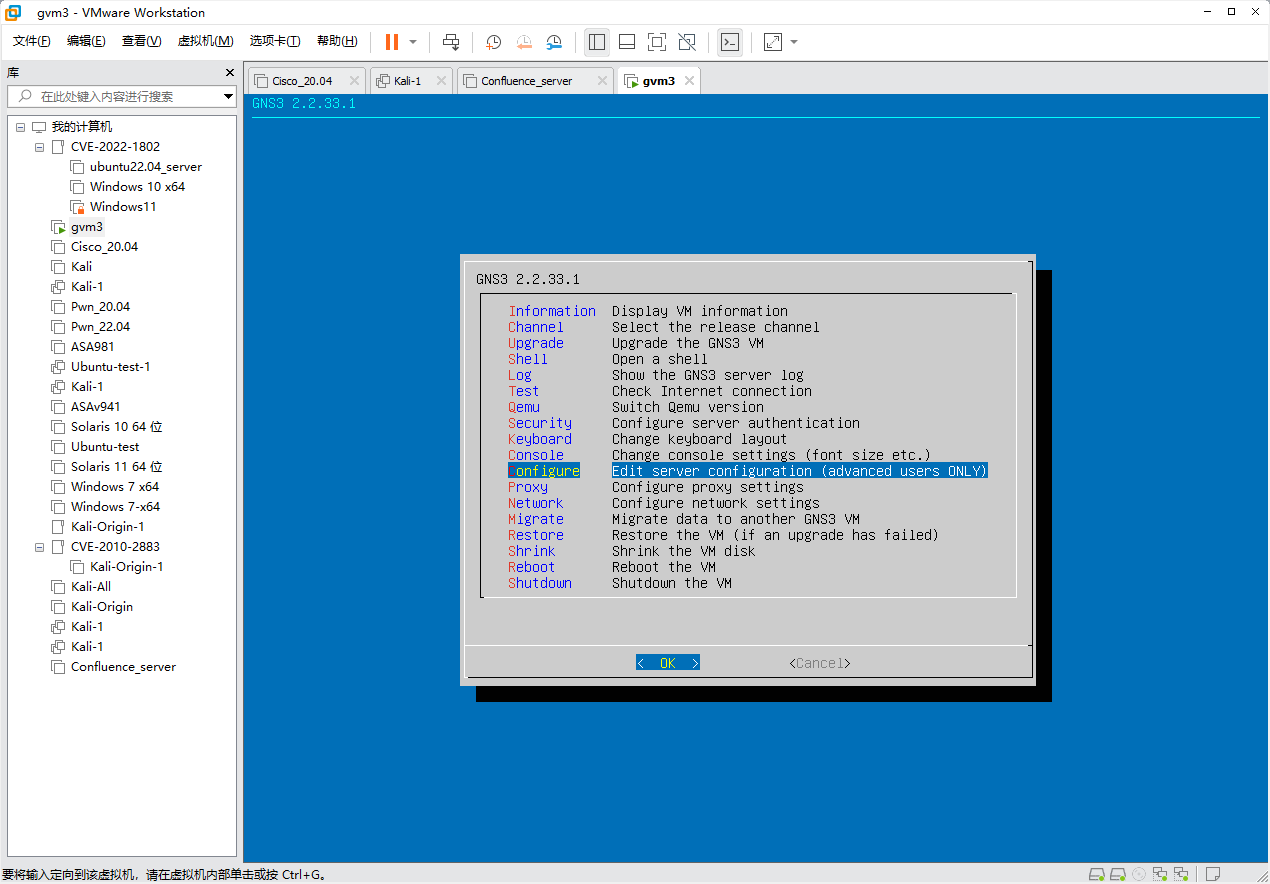 gvm3 - VMware Workstation
文件(F) 编辑(E) 查看(V) 虚拟机(M) 选项卡(T) 帮助(H)
库
在此处键入内容进行搜索
我的计算机
CVE-2022-1802
ubuntu22.04_server
Windows 10 x64
Windows11
gvm3
Cisco_20.04
Kali
Kali-1
Pwn_20.04
Pwn_22.04
ASA981
Ubuntu-test-1
Kali-1
ASAv941
Solaris 10 64 位
Ubuntu-test
Solaris 11 64 位
Windows 7 x64
Windows 7-x64
Kali-Origin-1
CVE-2010-2883
Kali-Origin-1
Kali-All
Kali-Origin
Kali-1
Kali-1
Confluence_server
Cisco_20.04 Kali-1 Confluence_server gvm3
GNS3 2.2.33.1
GNS3 2.2.33.1
Information Display VM information
Channel Select the release channel
Upgrade Upgrade the GNS3 VM
Shell Open a shell
Log Show the GNS3 server log
Test Check Internet connection
Qemu Switch Qemu version
Security Configure server authentication
Keyboard Change keyboard layout
Console Change console settings (font size etc.)
Configure Edit server configuration (advanced users ONLY)
Proxy Configure proxy settings
Network Configure network settings
Migrate Migrate data to another GNS3 VM
Restore Restore the VM (if an upgrade has failed)
Shrink Shrink the VM disk
Reboot Reboot the VM
Shutdown Shutdown the VM
< OK > <Cancel>
要将输入定向到该虚拟机，请在虚拟机内部单击或按 Ctrl+G。